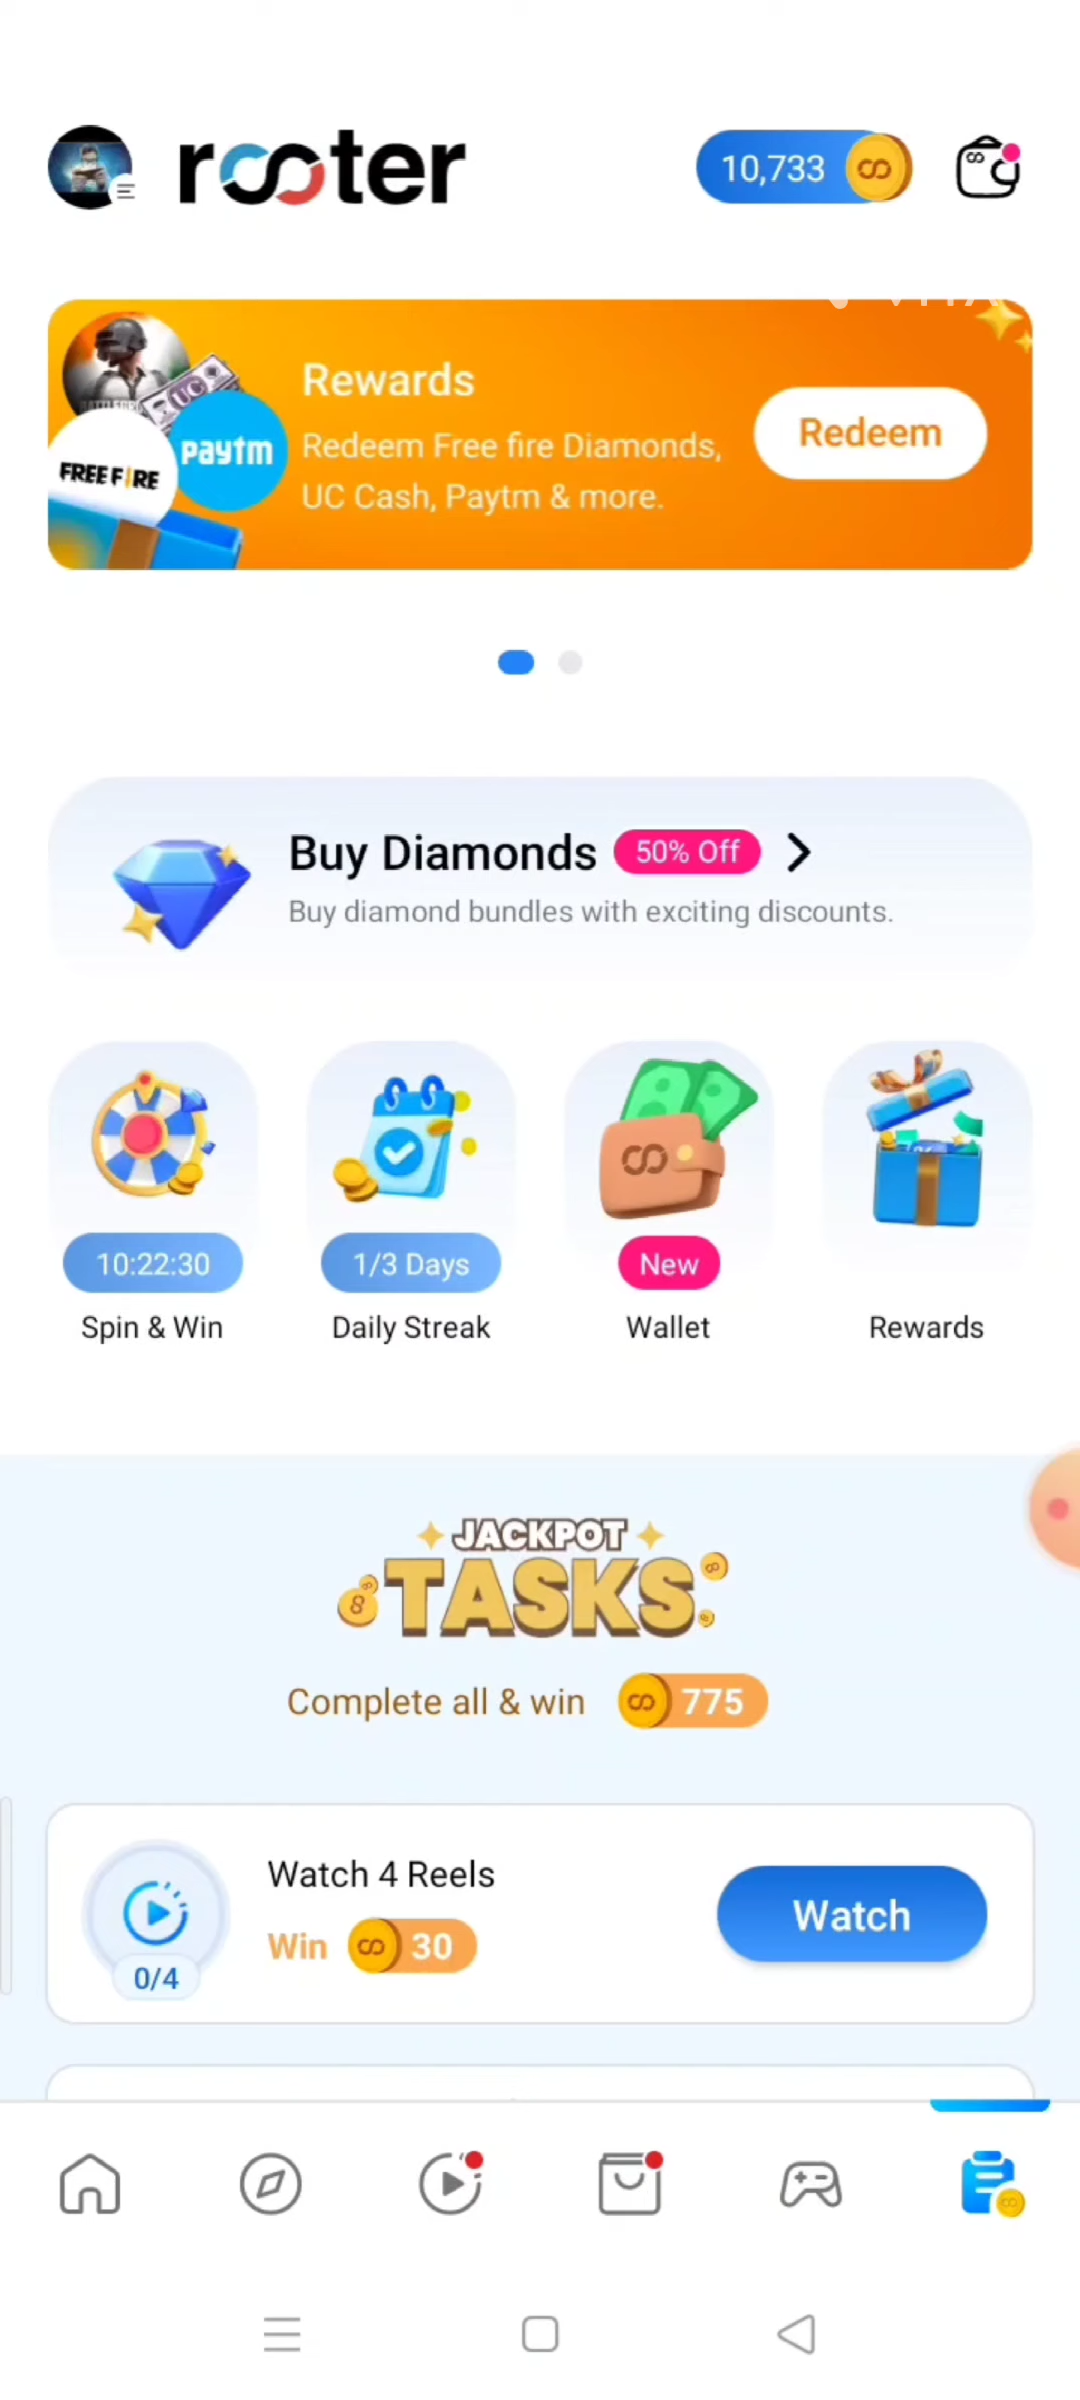 rooter
10,733
Rewards
Redeem Free fire Diamonds,
UC Cash, Paytm & more.
Redeem
UC
FREE FIRE
paytm
Buy Diamonds
50% Off
Buy diamond bundles with exciting discounts.
10:22:30
1/3 Days
New
Spin & Win
Daily Streak
Wallet
Rewards
JACKPOT
TASKS
Complete all & win
775
Watch 4 Reels
Win
30
0/4
Watch